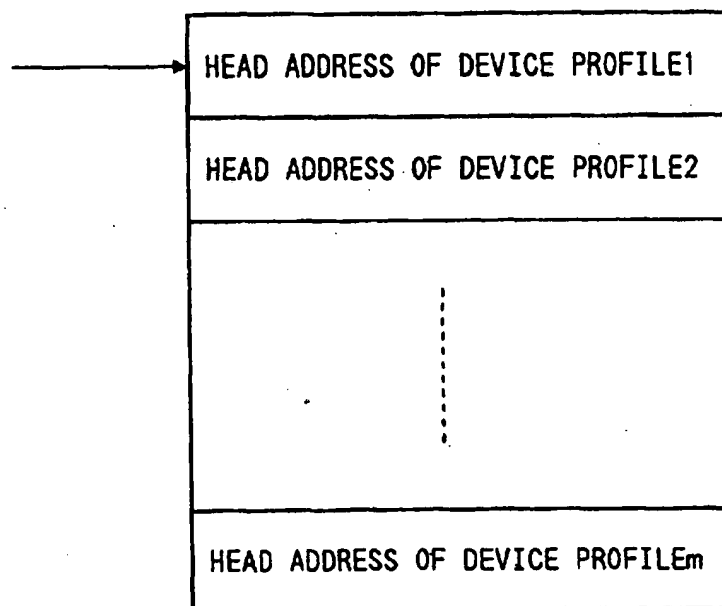 HEAD ADDRESS OF DEVICE PROFILE1
HEAD ADDRESS OF DEVICE PROFILE2
HEAD ADDRESS OF DEVICE PROFILEm